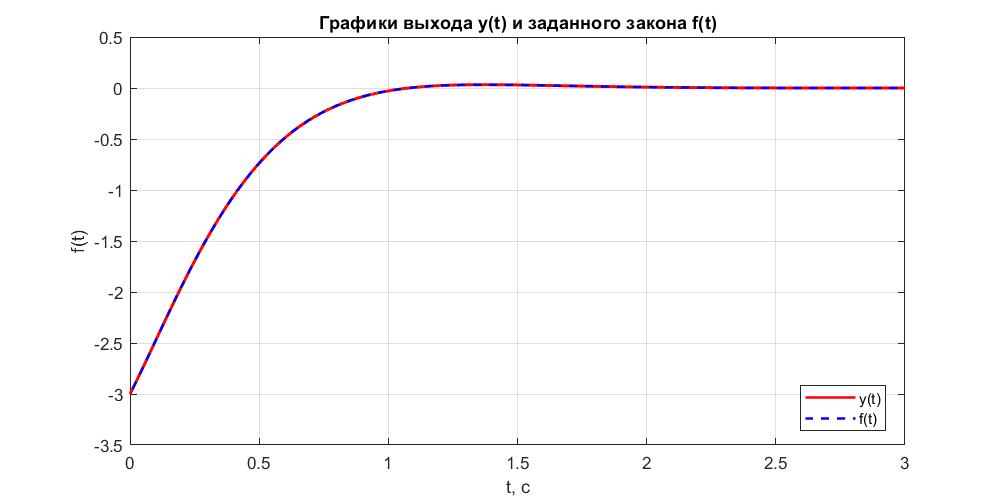 Графики выхода y(t) и заданного закона f(t)
0.5
0
-0.5
-1
-1.5
-2
-2.5
-3
-3.5
f(t)
y(t)
f(t)
0 0.5 1 1.5 2 2.5 3
t, c